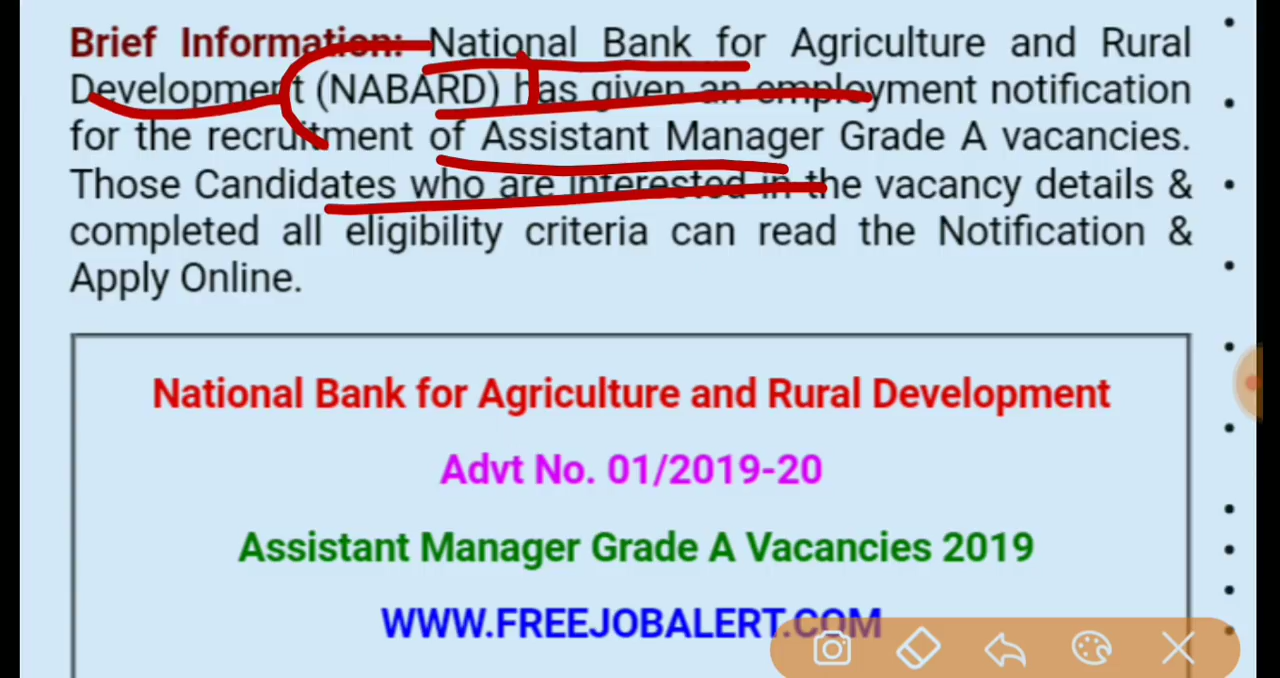 Brief Information: National Bank for Agriculture and Rural
Development (NABARD) has given an employment notification
for the recruitment of Assistant Manager Grade A vacancies.
Those Candidates who are interested in the vacancy details &
completed all eligibility criteria can read the Notification &
Apply Online.
National Bank for Agriculture and Rural Development
Advt No. 01/2019-20
Assistant Manager Grade A Vacancies 2019
WWW.FREEJOBALERT.COM